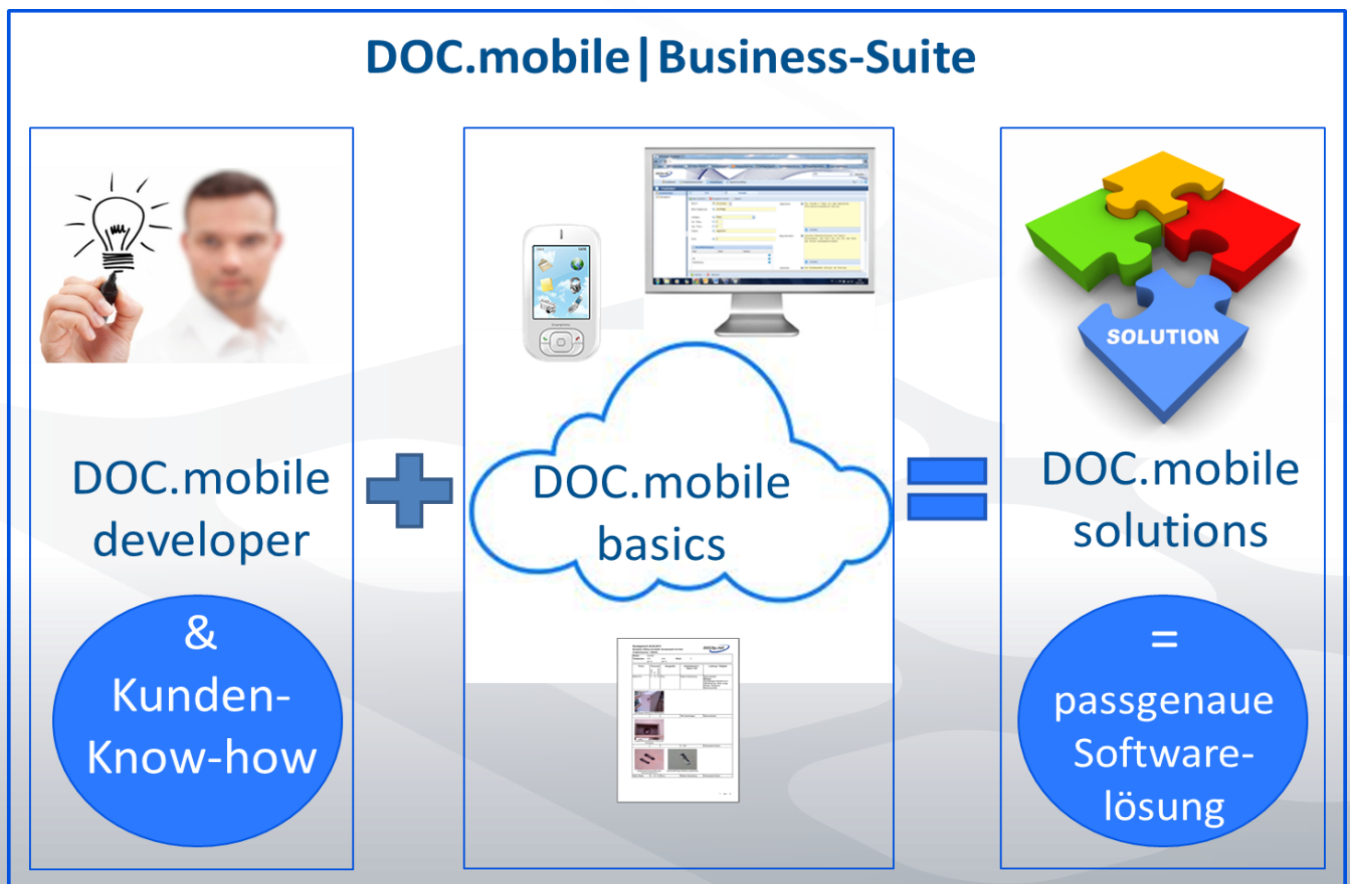 DOC.mobile|Business-Suite
DOC.mobile
developer
&
Kunden-
Know-how
DOC.mobile
basics
SOLUTION
DOC.mobile
solutions
=
passgenaue
Software-
lösung